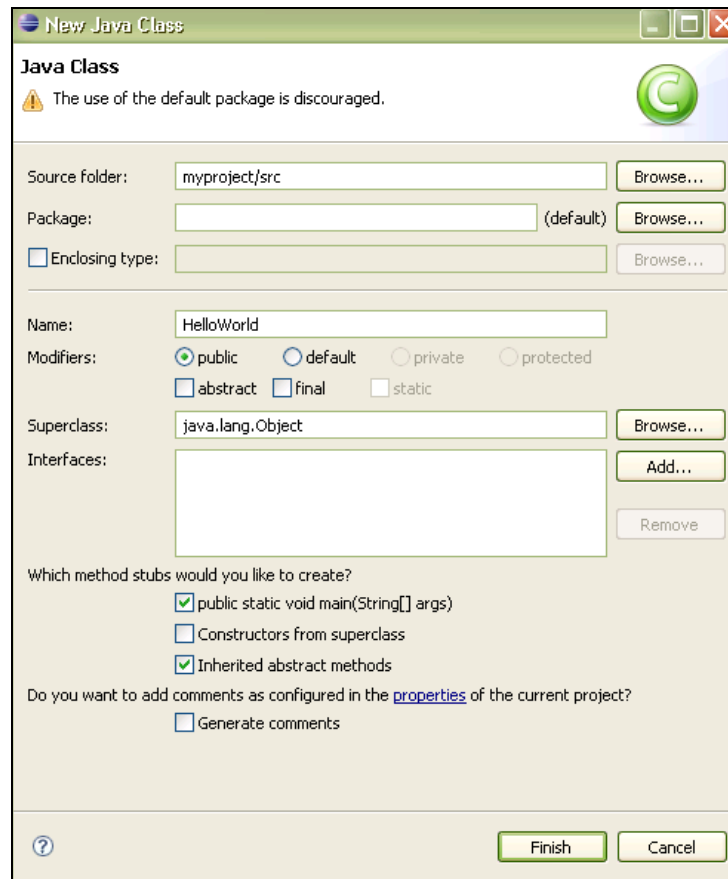 New Java Class
Java Class
The use of the default package is discouraged.
Source folder: myproject/src Browse...
Package: (default) Browse...
Enclosing type: Browse...
Name: HelloWorld
Modifiers: public default private protected
abstract final static
Superclass: java.lang.Object Browse...
Interfaces: Add...
Remove
Which method stubs would you like to create?
public static void main(String[] args)
Constructors from superclass
Inherited abstract methods
Do you want to add comments as configured in the properties of the current project?
Generate comments
? Finish Cancel